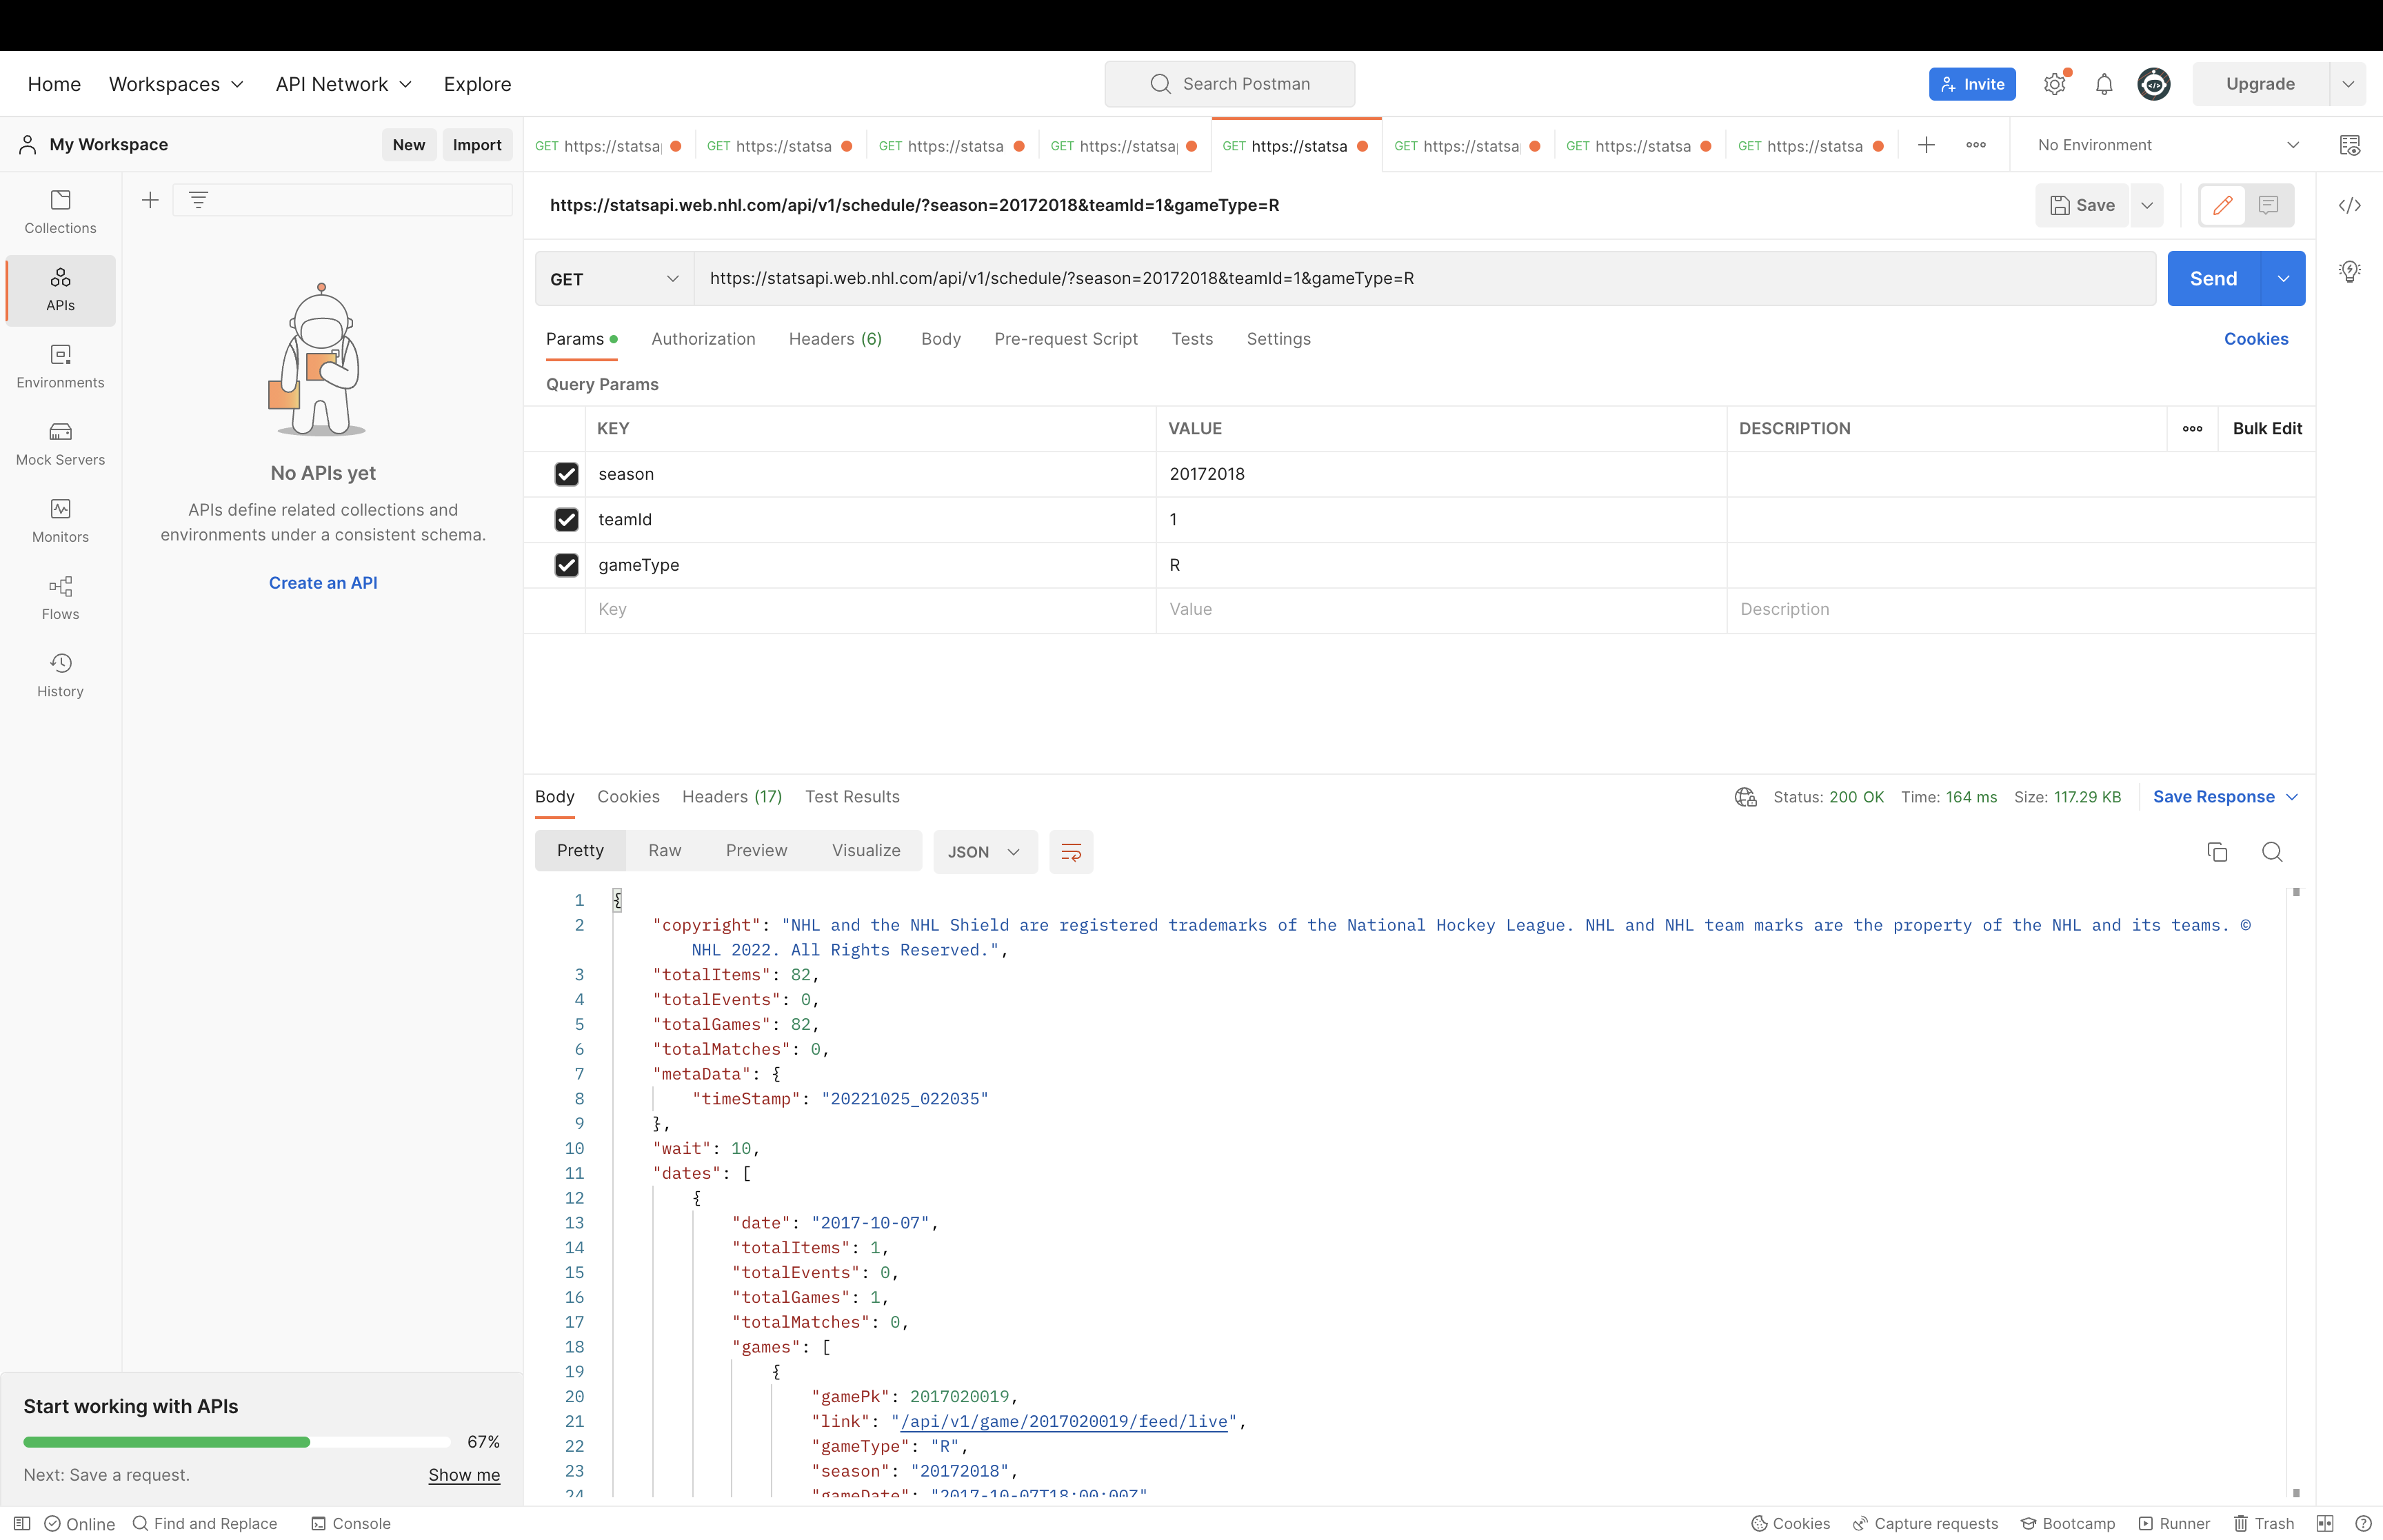 Home Workspaces API Network Explore
Search Postman
Invite
Upgrade
My Workspace
New
Import
GET https://statsa
GET https://statsa
GET https://statsa
GET https://statsa
GET https://statsa
GET https://statsa
GET https://statsa
GET https://statsa
No Environment
Collections
APIs
Environments
Mock Servers
Monitors
Flows
History
No APIs yet
APIs define related collections and
environments under a consistent schema.
Create an API
Start working with APIs
67%
Next: Save a request.
Show me
https://statsapi.web.nhl.com/api/v1/schedule/?season=20172018&teamId=1&gameType=R
Save
GET
https://statsapi.web.nhl.com/api/v1/schedule/?season=20172018&teamId=1&gameType=R
Send
Params Authorization Headers (6) Body Pre-request Script Tests Settings
Cookies
Query Params
KEY VALUE DESCRIPTION Bulk Edit
season 20172018
teamId 1
gameType R
Key Value Description
Body Cookies Headers (17) Test Results
Status: 200 OK Time: 164 ms Size: 117.29 KB Save Response
Pretty Raw Preview Visualize JSON
1 {
2 "copyright": "NHL and the NHL Shield are registered trademarks of the National Hockey League. NHL and NHL team marks are the property of the NHL and its teams. ©
NHL 2022. All Rights Reserved.",
3 "totalItems": 82,
4 "totalEvents": 0,
5 "totalGames": 82,
6 "totalMatches": 0,
7 "metaData": {
8 "timeStamp": "20221025_022035"
9 },
10 "wait": 10,
11 "dates": [
12 {
13 "date": "2017-10-07",
14 "totalItems": 1,
15 "totalEvents": 0,
16 "totalGames": 1,
17 "totalMatches": 0,
18 "games": [
19 {
20 "gamePk": 2017020019,
21 "link": "/api/v1/game/2017020019/feed/live",
22 "gameType": "R",
23 "season": "20172018",
24 "gameDate": "2017-10-07T18:00:00Z"
Online Find and Replace Console
Cookies Capture requests Bootcamp Runner Trash